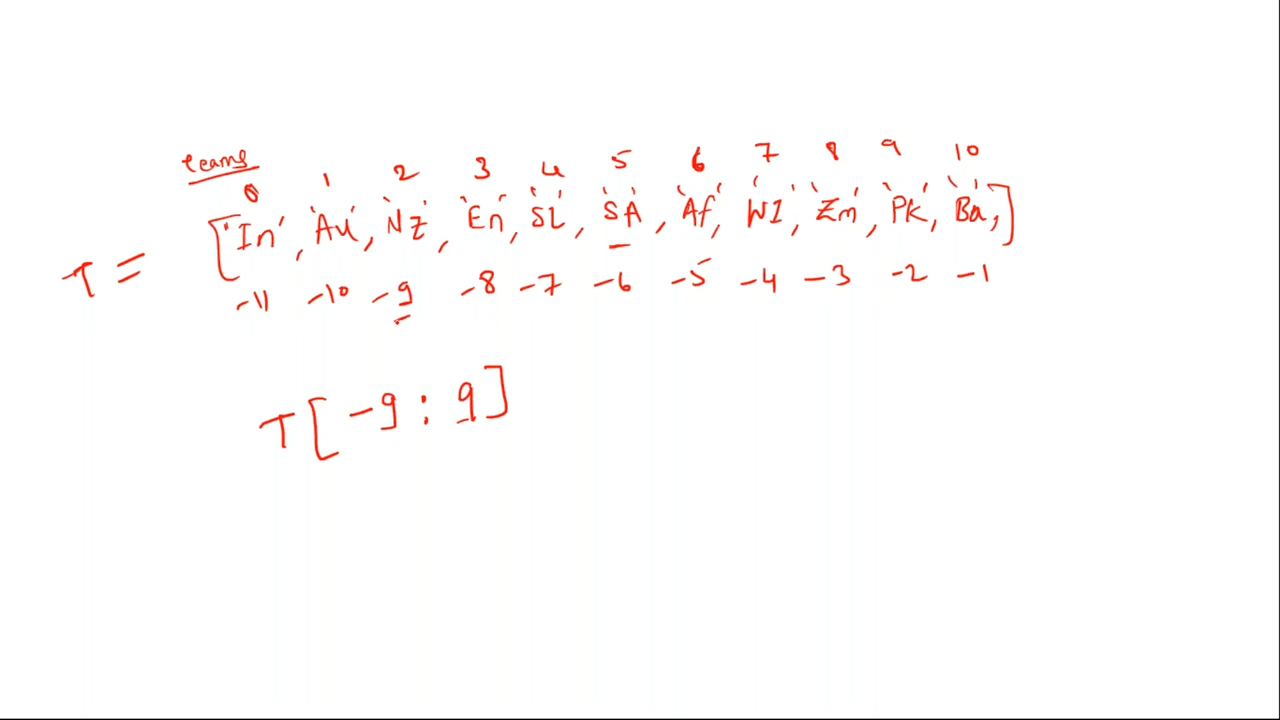 teams
0 1 2 3 4 5 6 7 8 9 10
T = ['In', 'Au', 'NZ', 'En', 'SL', 'SA', 'Af', 'WI', 'Zm', 'PK', 'Ba',]
-11 -10 -9 -8 -7 -6 -5 -4 -3 -2 -1
T[-9:9]